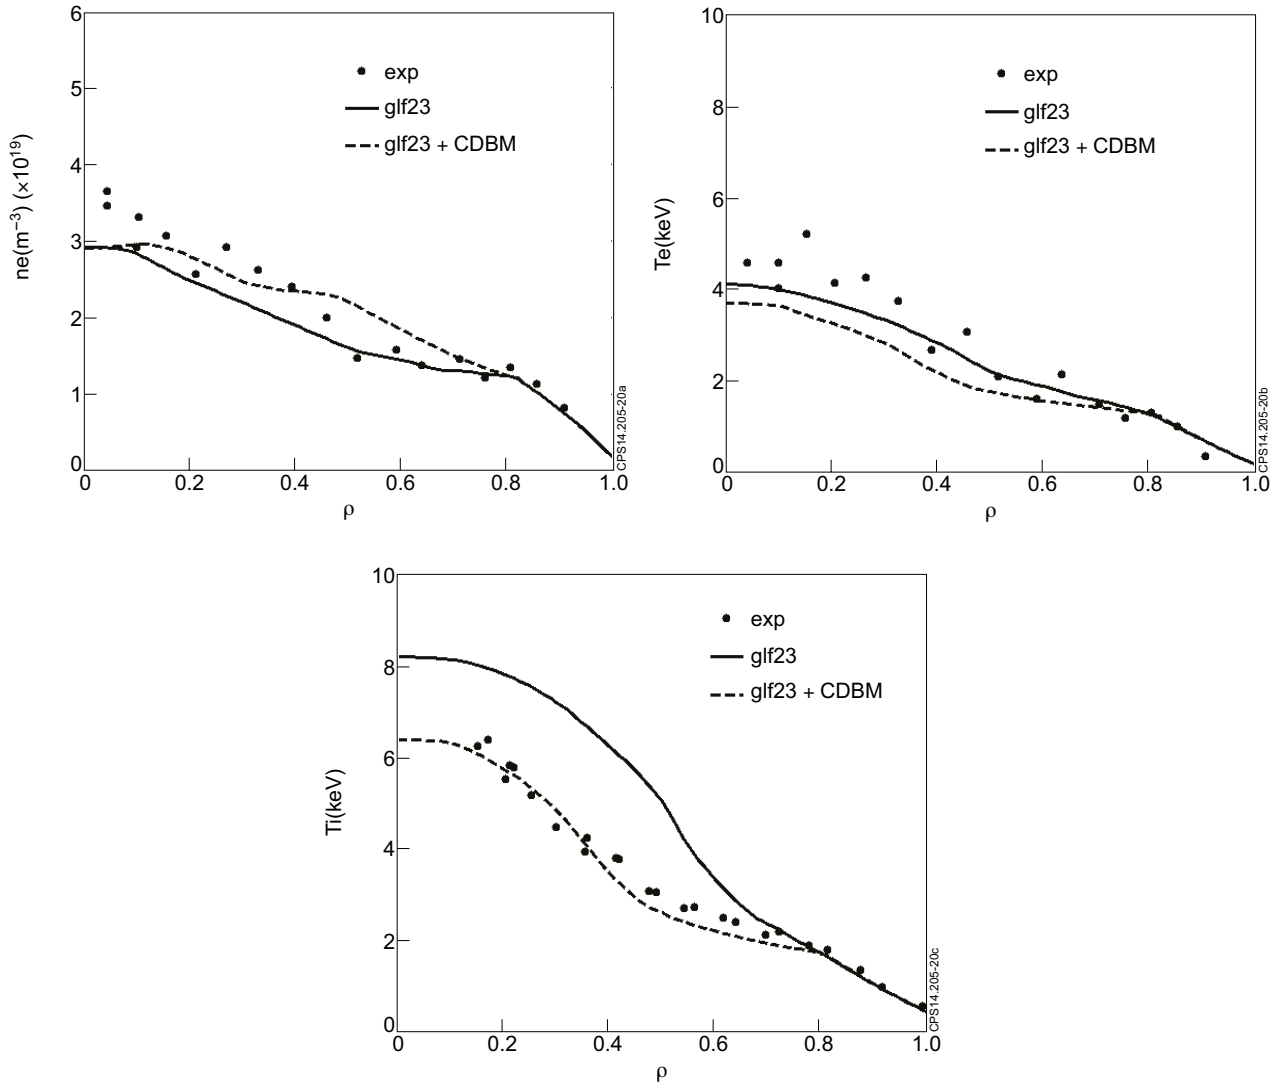 6
5
4
3
2
1
0
ne(m⁻³) (×10¹⁹)
exp
glf23
glf23 + CDBM
0 0.2 0.4 0.6 0.8 1.0
ρ
CPS14.205-20a
10
8
6
4
2
0
Te(keV)
exp
glf23
glf23 + CDBM
0 0.2 0.4 0.6 0.8 1.0
ρ
CPS14.205-20b
10
8
6
4
2
0
Ti(keV)
exp
glf23
glf23 + CDBM
0 0.2 0.4 0.6 0.8 1.0
ρ
CPS14.205-20c